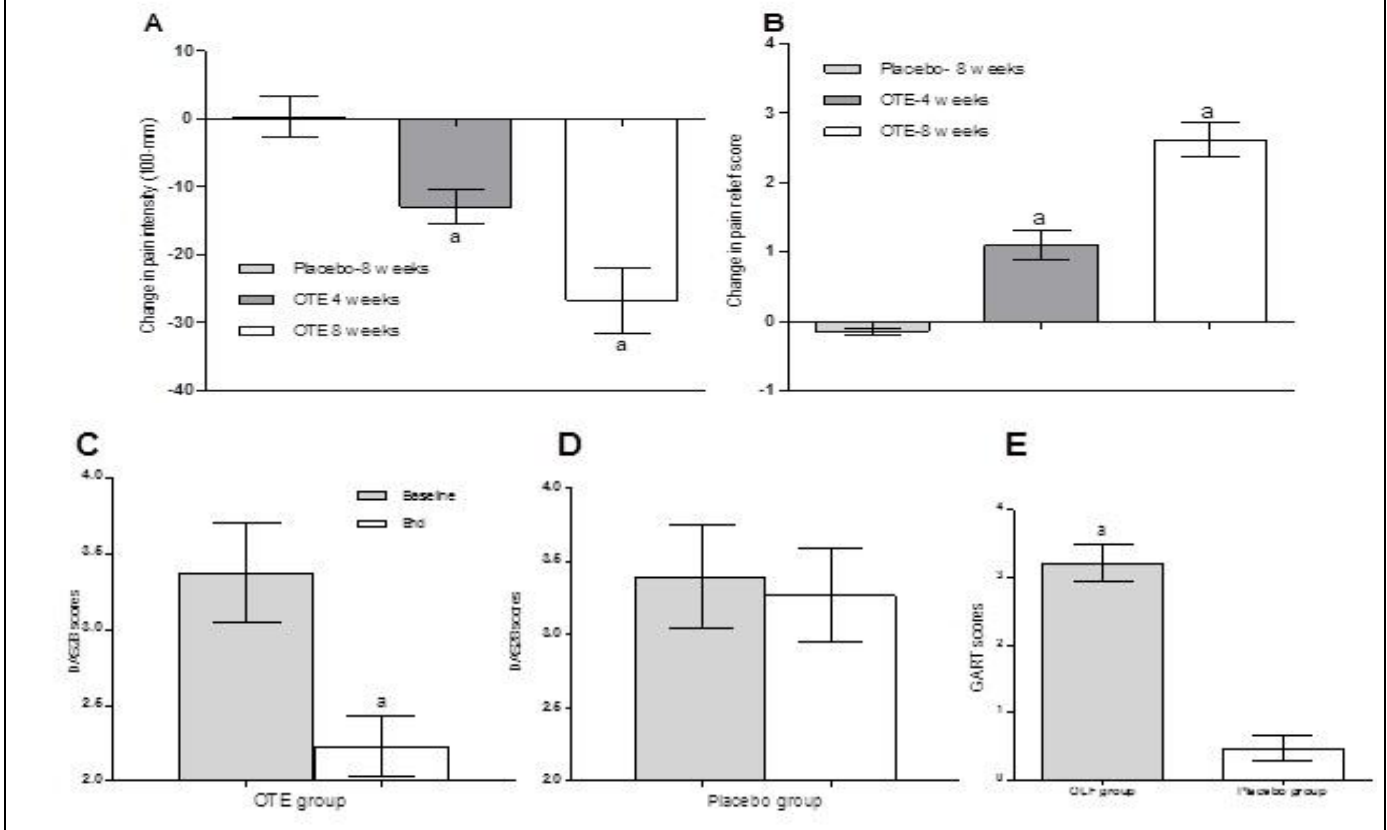 A
10
0
-10
-20
-30
-40
Change in pain intensity (100-mm)
a
a
Placebo-8 weeks
OTE 4 weeks
OTE 8 weeks
B
4
3
2
1
0
-1
Change in pain relief score
Placebo- 8 weeks
OTE-4 weeks
OTE-8 weeks
a
a
C
4.0
3.5
3.0
2.5
2.0
DAS28 scores
Baseline
End
a
OTE group
D
4.0
3.5
3.0
2.5
2.0
DAS28 scores
Placebo group
E
4
3
2
1
0
GART scores
a
group
Placebo group